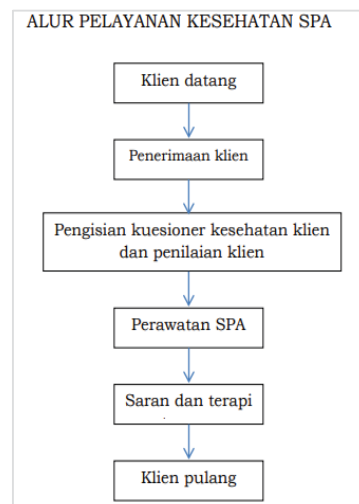 ALUR PELAYANAN KESEHATAN SPA
Klien datang
Penerimaan klien
Pengisian kuesioner kesehatan klien
dan penilaian klien
Perawatan SPA
Saran dan terapi
Klien pulang